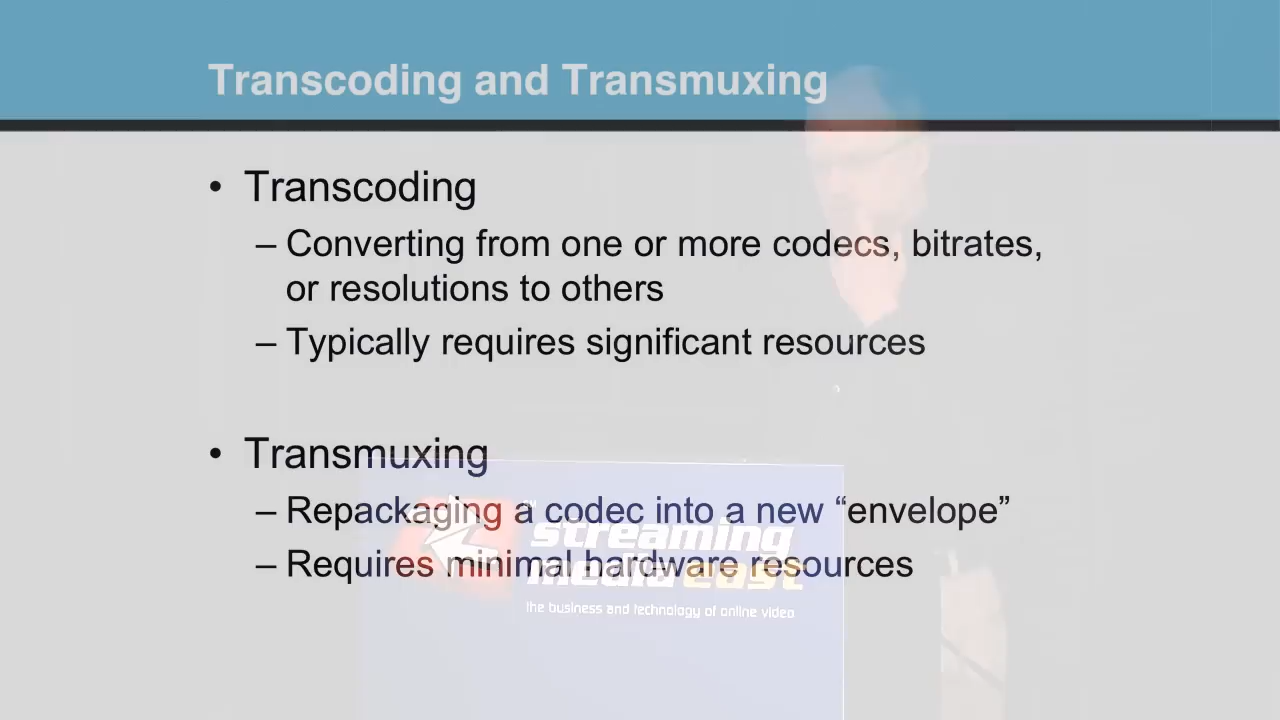 Transcoding and Transmuxing
• Transcoding
– Converting from one or more codecs, bitrates,
or resolutions to others
– Typically requires significant resources
• Transmuxing
– Repackaging a codec into a new “envelope”
– Requires minimal hardware resources
streaming
media east
the business and technology of online video